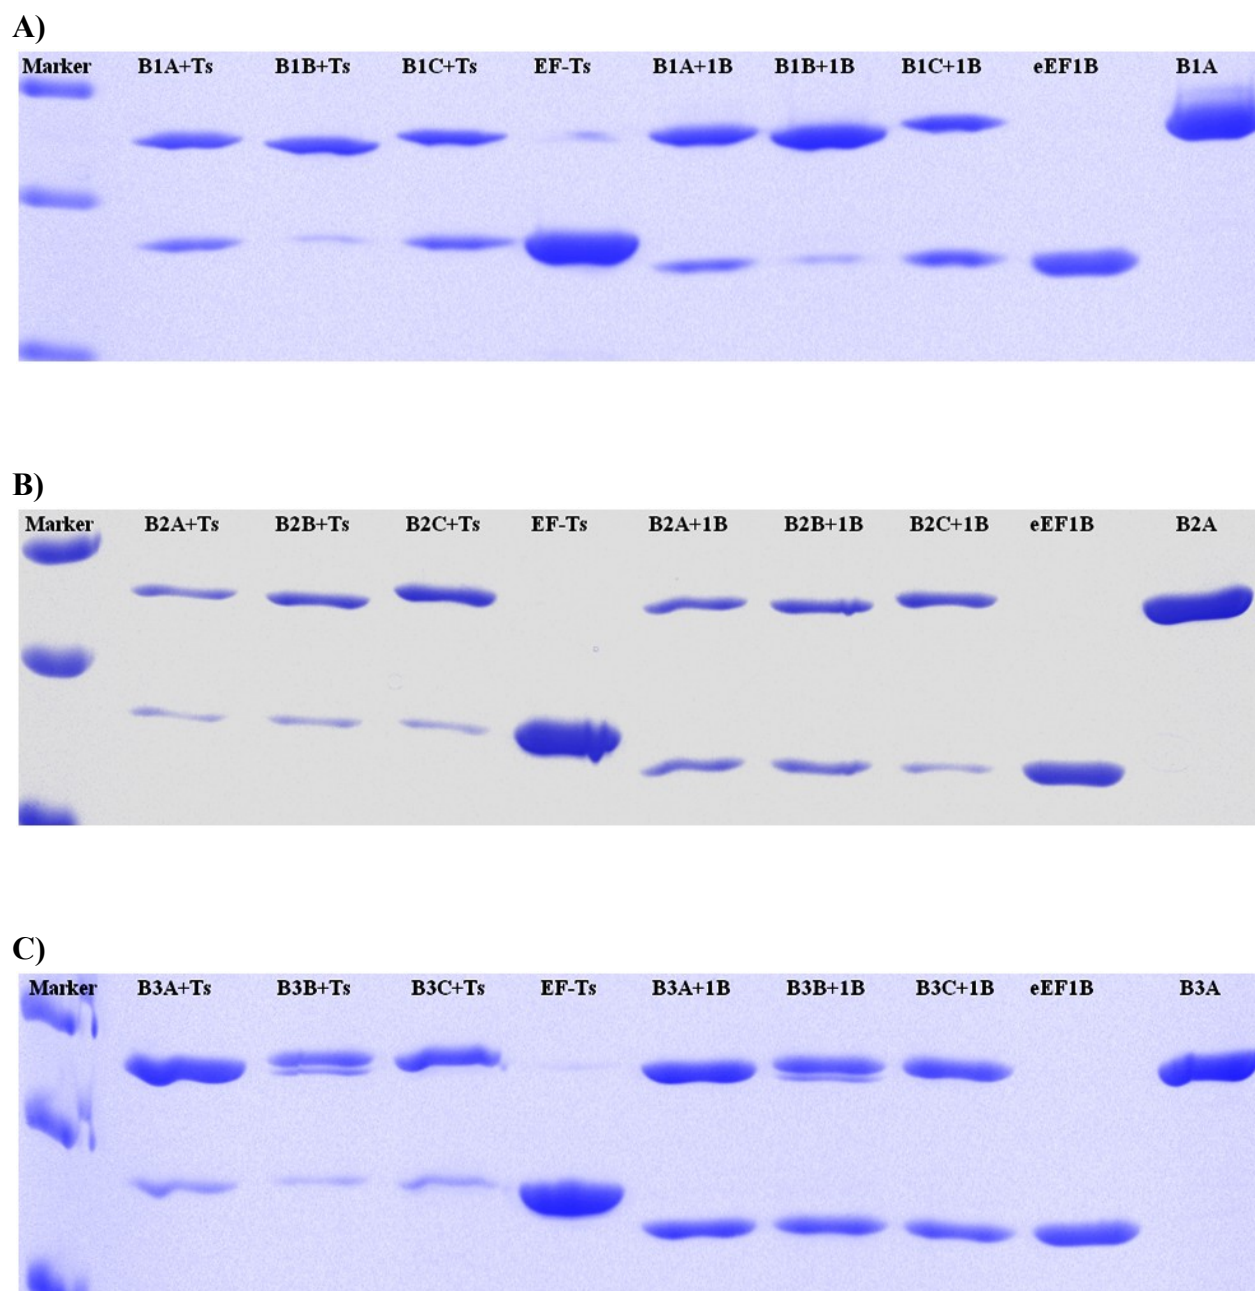 A)
Marker B1A+Ts B1B+Ts B1C+Ts EF-Ts B1A+1B B1B+1B B1C+1B eEF1B B1A
B)
Marker B2A+Ts B2B+Ts B2C+Ts EF-Ts B2A+1B B2B+1B B2C+1B eEF1B B2A
C)
Marker B3A+Ts B3B+Ts B3C+Ts EF-Ts B3A+1B B3B+1B B3C+1B eEF1B B3A